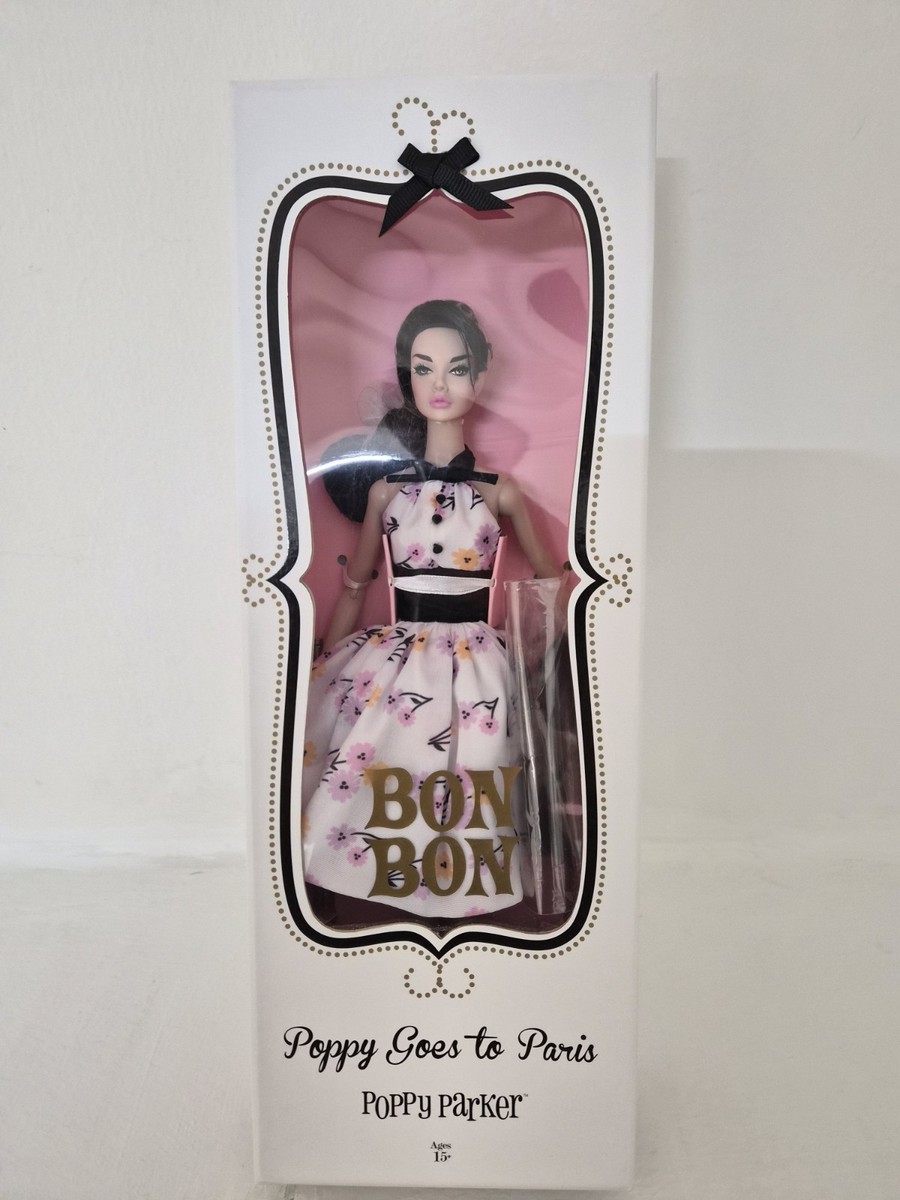 BON
BON
Poppy Goes to Paris
POPPy PaRKeR™
Ages
15+